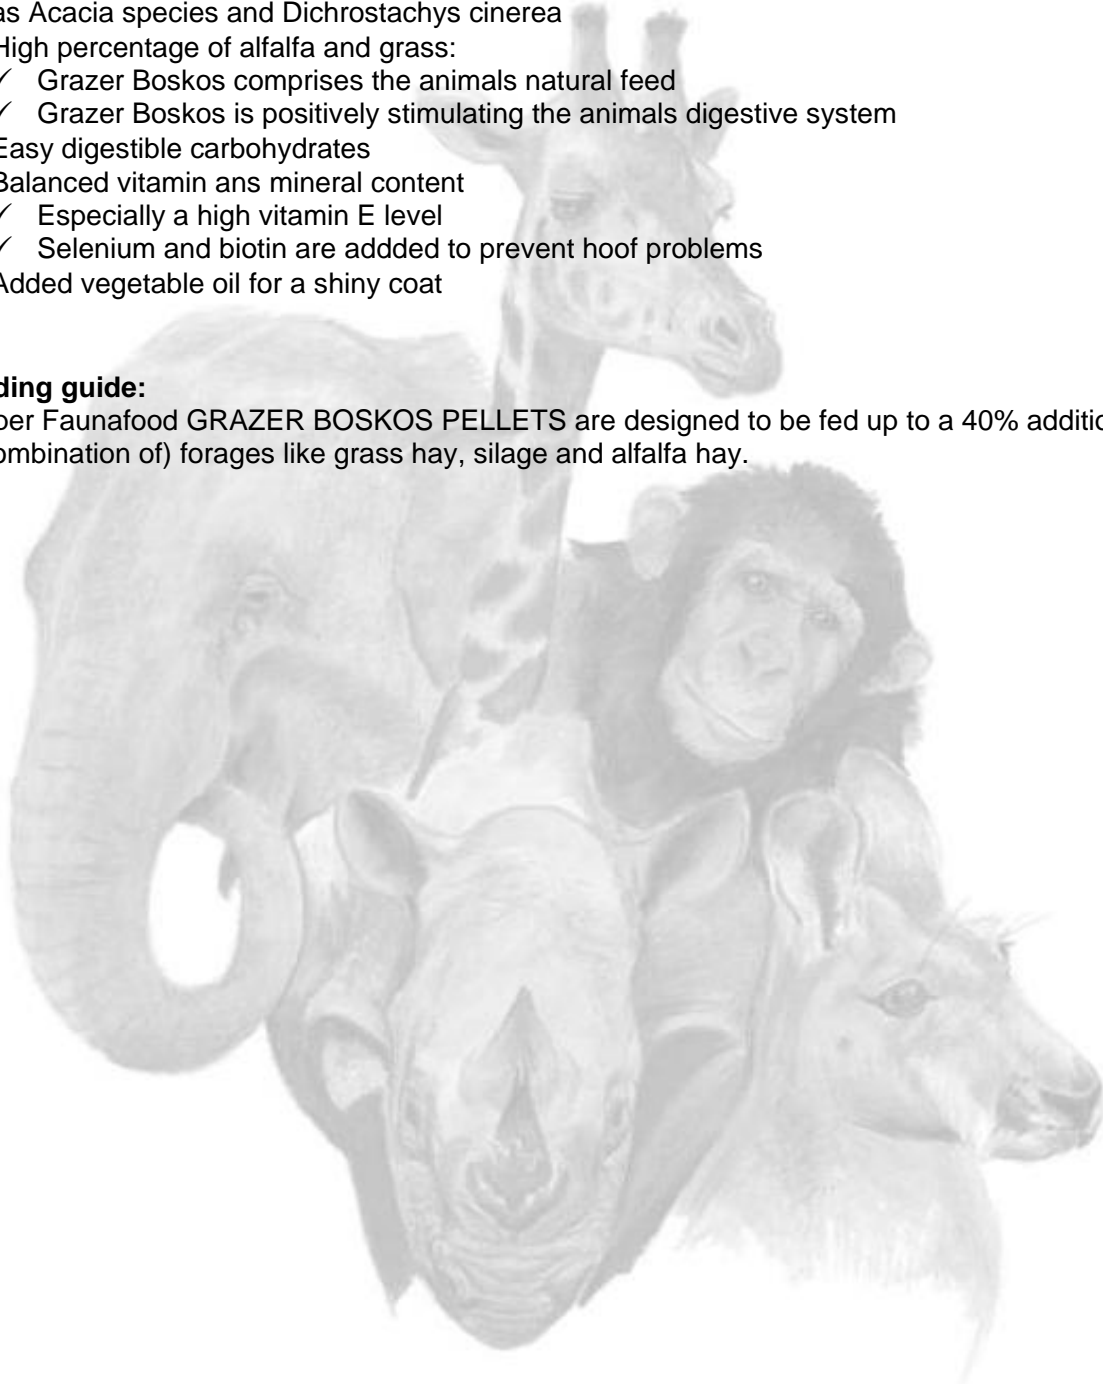 as Acacia species and Dichrostachys cinerea
High percentage of alfalfa and grass:
✓ Grazer Boskos comprises the animals natural feed
✓ Grazer Boskos is positively stimulating the animals digestive system
Easy digestible carbohydrates
Balanced vitamin ans mineral content
✓ Especially a high vitamin E level
✓ Selenium and biotin are addded to prevent hoof problems
Added vegetable oil for a shiny coat
ding guide:
ber Faunafood GRAZER BOSKOS PELLETS are designed to be fed up to a 40% additio
ombination of) forages like grass hay, silage and alfalfa hay.